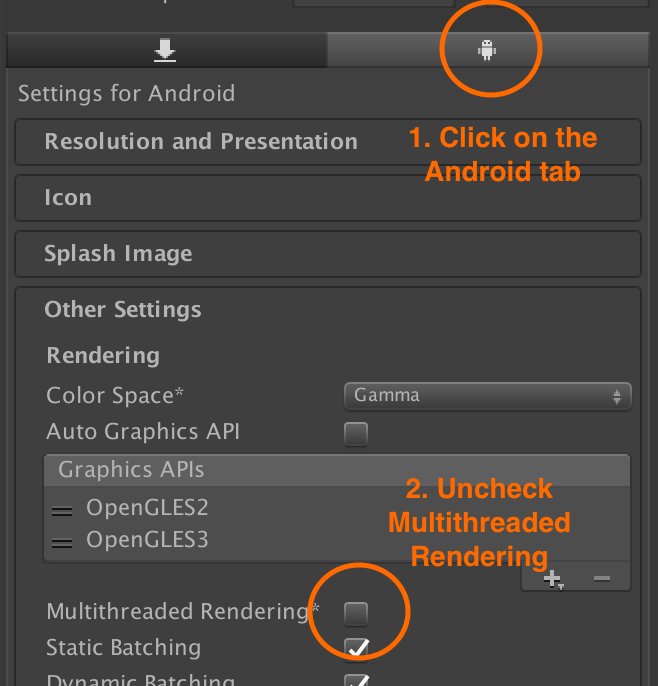 Settings for Android
Resolution and Presentation
1. Click on the
Android tab
Icon
Splash Image
Other Settings
Rendering
Color Space*
Gamma
Auto Graphics API
Graphics APIs
OpenGLES2
OpenGLES3
2. Uncheck
Multithreaded
Rendering
Multithreaded Rendering*
Static Batching
Dynamic Batching